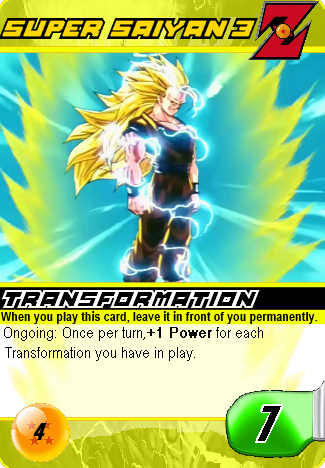 SUPER SAIYAN 3 Z
TRANSFORMATION
When you play this card, leave it in front of you permanently.
Ongoing: Once per turn,+1 Power for each
Transformation you have in play.
4
7